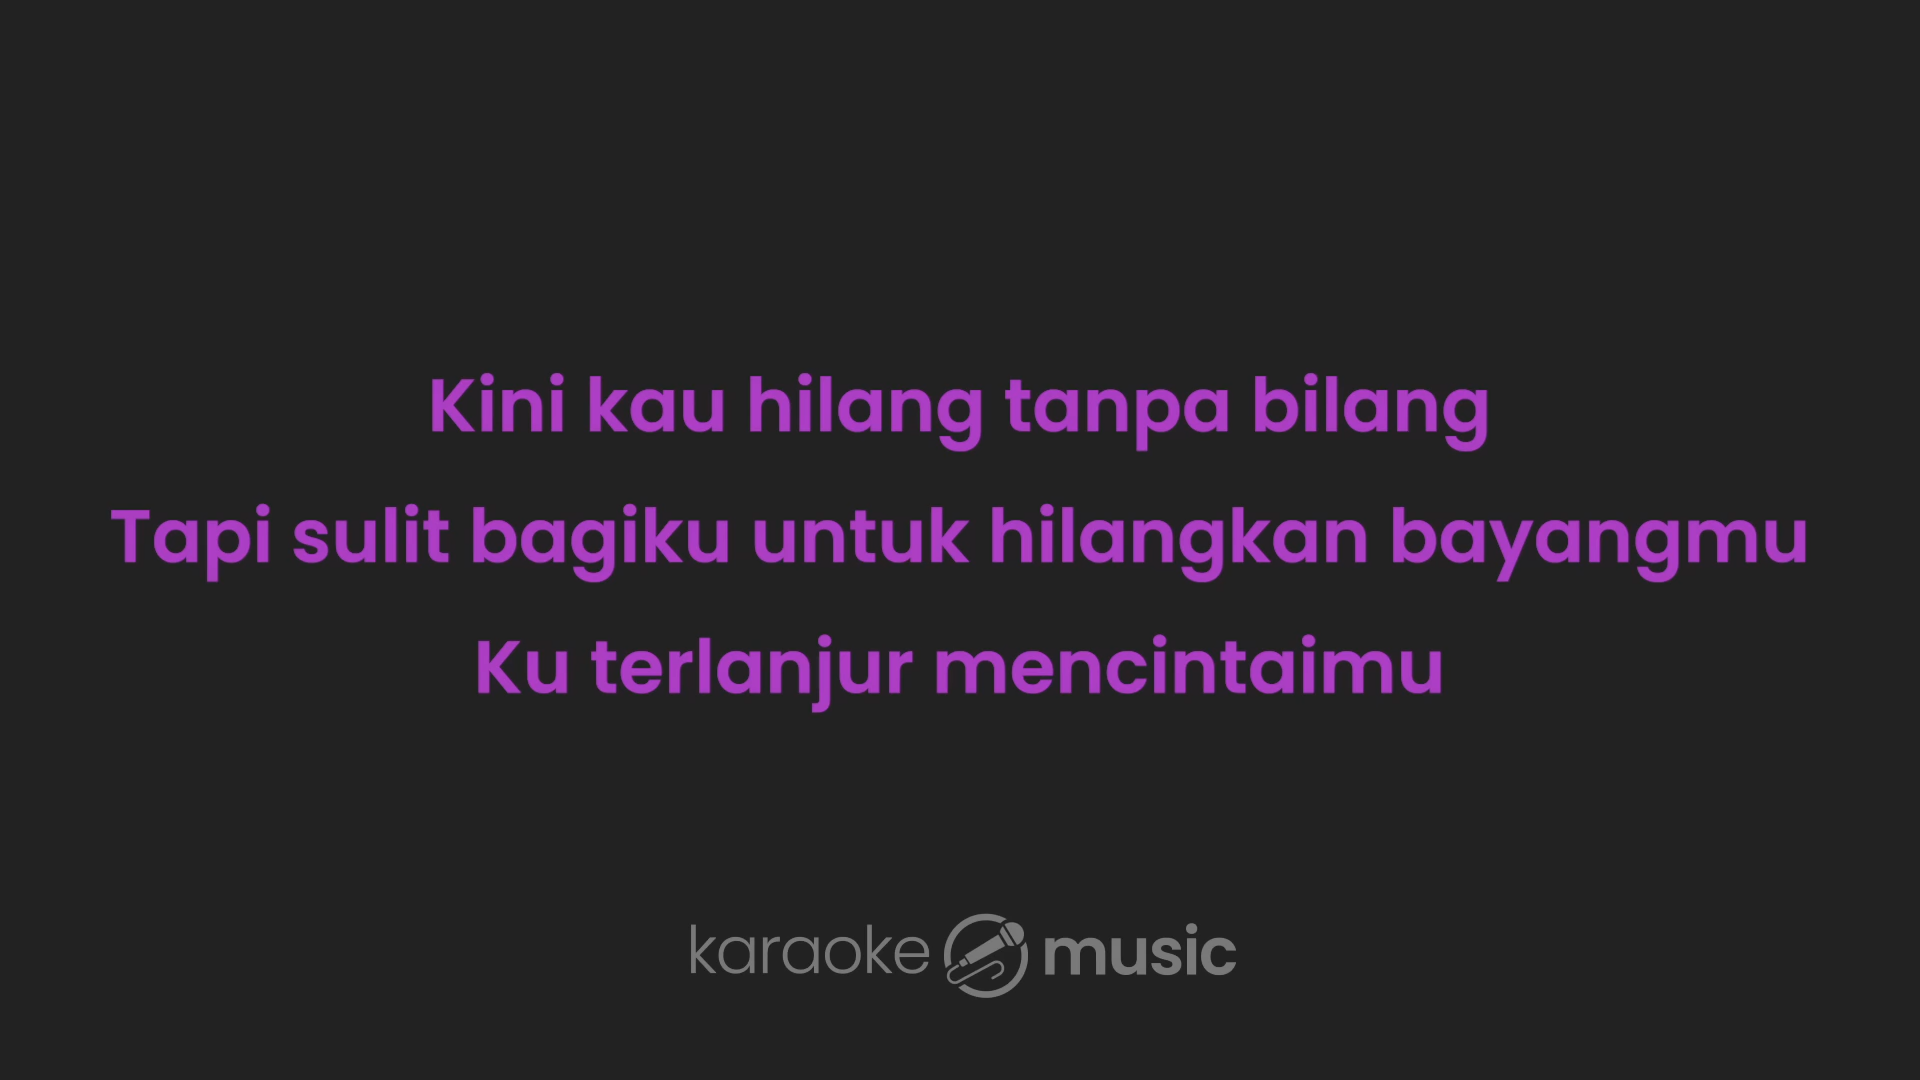 Kini kau hilang tanpa bilang
Tapi sulit bagiku untuk hilangkan bayangmu
Ku terlanjur mencintaimu
karaoke music